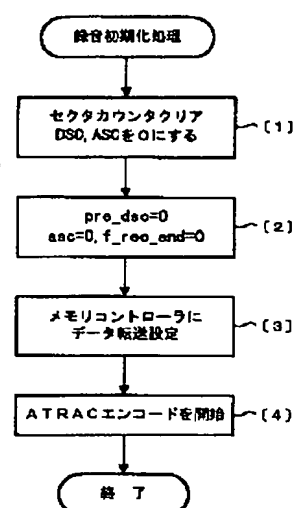 録音初期化処理
セクタカウンタクリア
DSC, ASCを0にする
[1]
pre_dsc=0
asc=0, f_rec_end=0
[2]
メモリコントローラに
データ転送設定
[3]
ATRACエンコードを開始
[4]
終 了